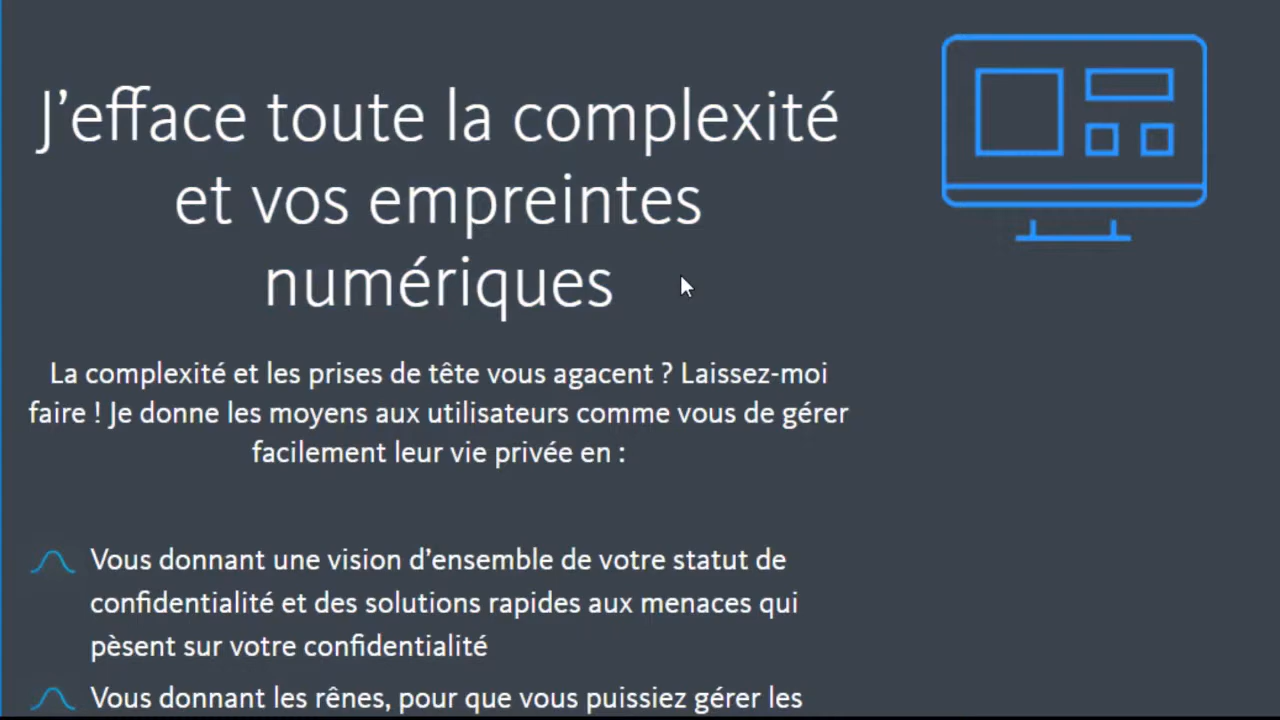 J’efface toute la complexité
et vos empreintes
numériques
La complexité et les prises de tête vous agacent ? Laissez-moi
faire ! Je donne les moyens aux utilisateurs comme vous de gérer
facilement leur vie privée en :
Vous donnant une vision d’ensemble de votre statut de
confidentialité et des solutions rapides aux menaces qui
pèsent sur votre confidentialité
Vous donnant les rênes, pour que vous puissiez gérer les